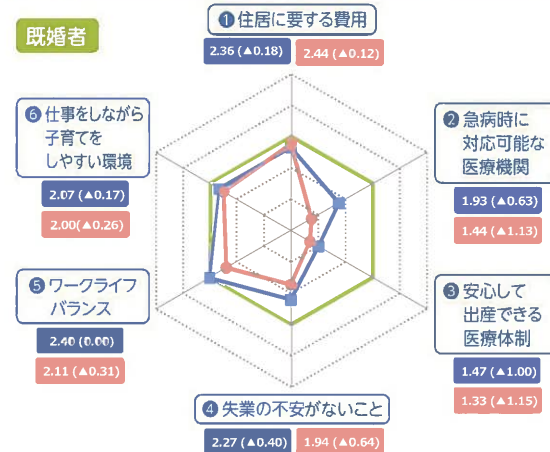 既婚者
❶住居に要する費用
2.36 (▲0.18)
2.44 (▲0.12)
❷急病時に
対応可能な
医療機関
1.93 (▲0.63)
1.44 (▲1.13)
❸安心して
出産できる
医療体制
1.47 (▲1.00)
1.33 (▲1.15)
❹失業の不安がないこと
2.27 (▲0.40)
1.94 (▲0.64)
❺ワークライフ
バランス
2.40 (0.00)
2.11 (▲0.31)
❻仕事をしながら
子育てを
しやすい環境
2.07 (▲0.17)
2.00(▲0.26)